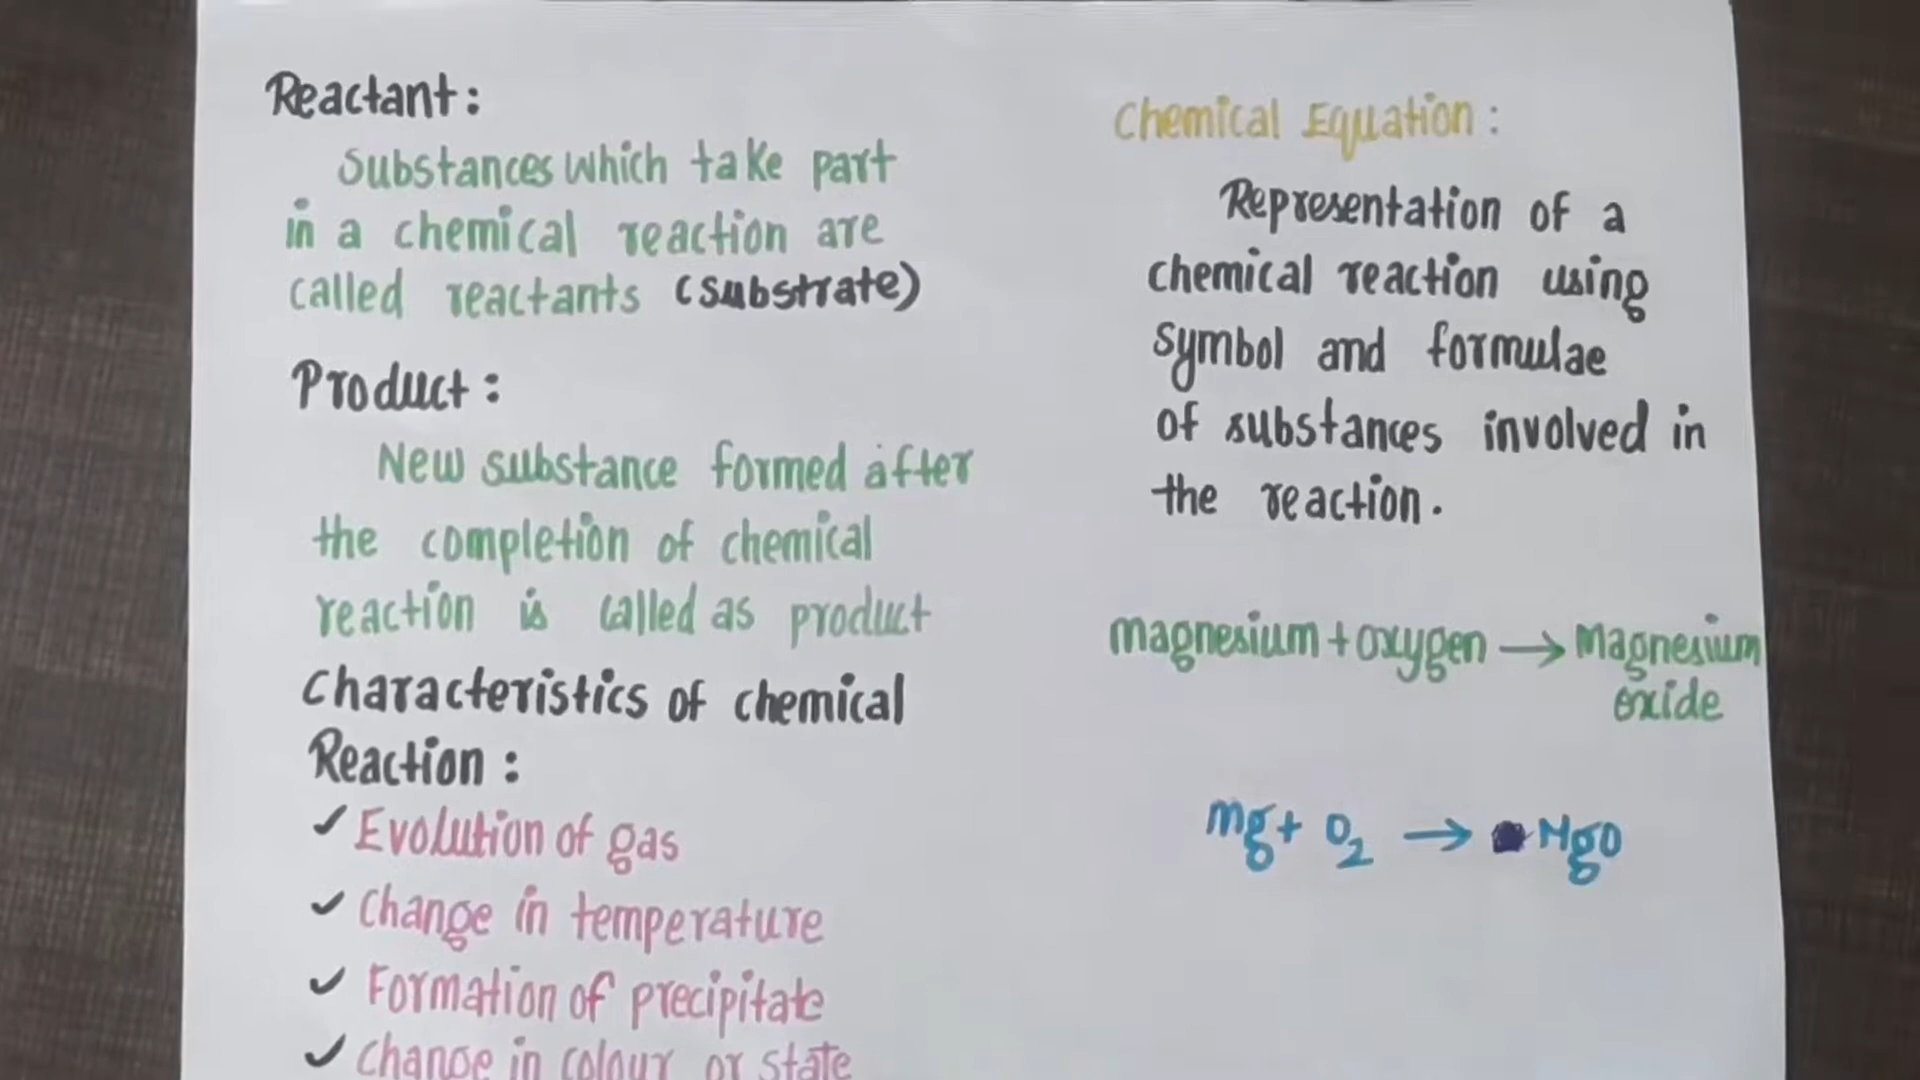 Reactant:
Substances which take part
in a chemical reaction are
called reactants (substrate)
Product:
New substance formed after
the completion of chemical
reaction is called as product
Characteristics of chemical
Reaction:
✓ Evolution of gas
✓ Change in temperature
✓ Formation of precipitate
✓ Change in colour or state
Chemical Equation:
Representation of a
chemical reaction using
symbol and formulae
of substances involved in
the reaction.
magnesium + oxygen → Magnesium
oxide
mg + O₂ → MgO